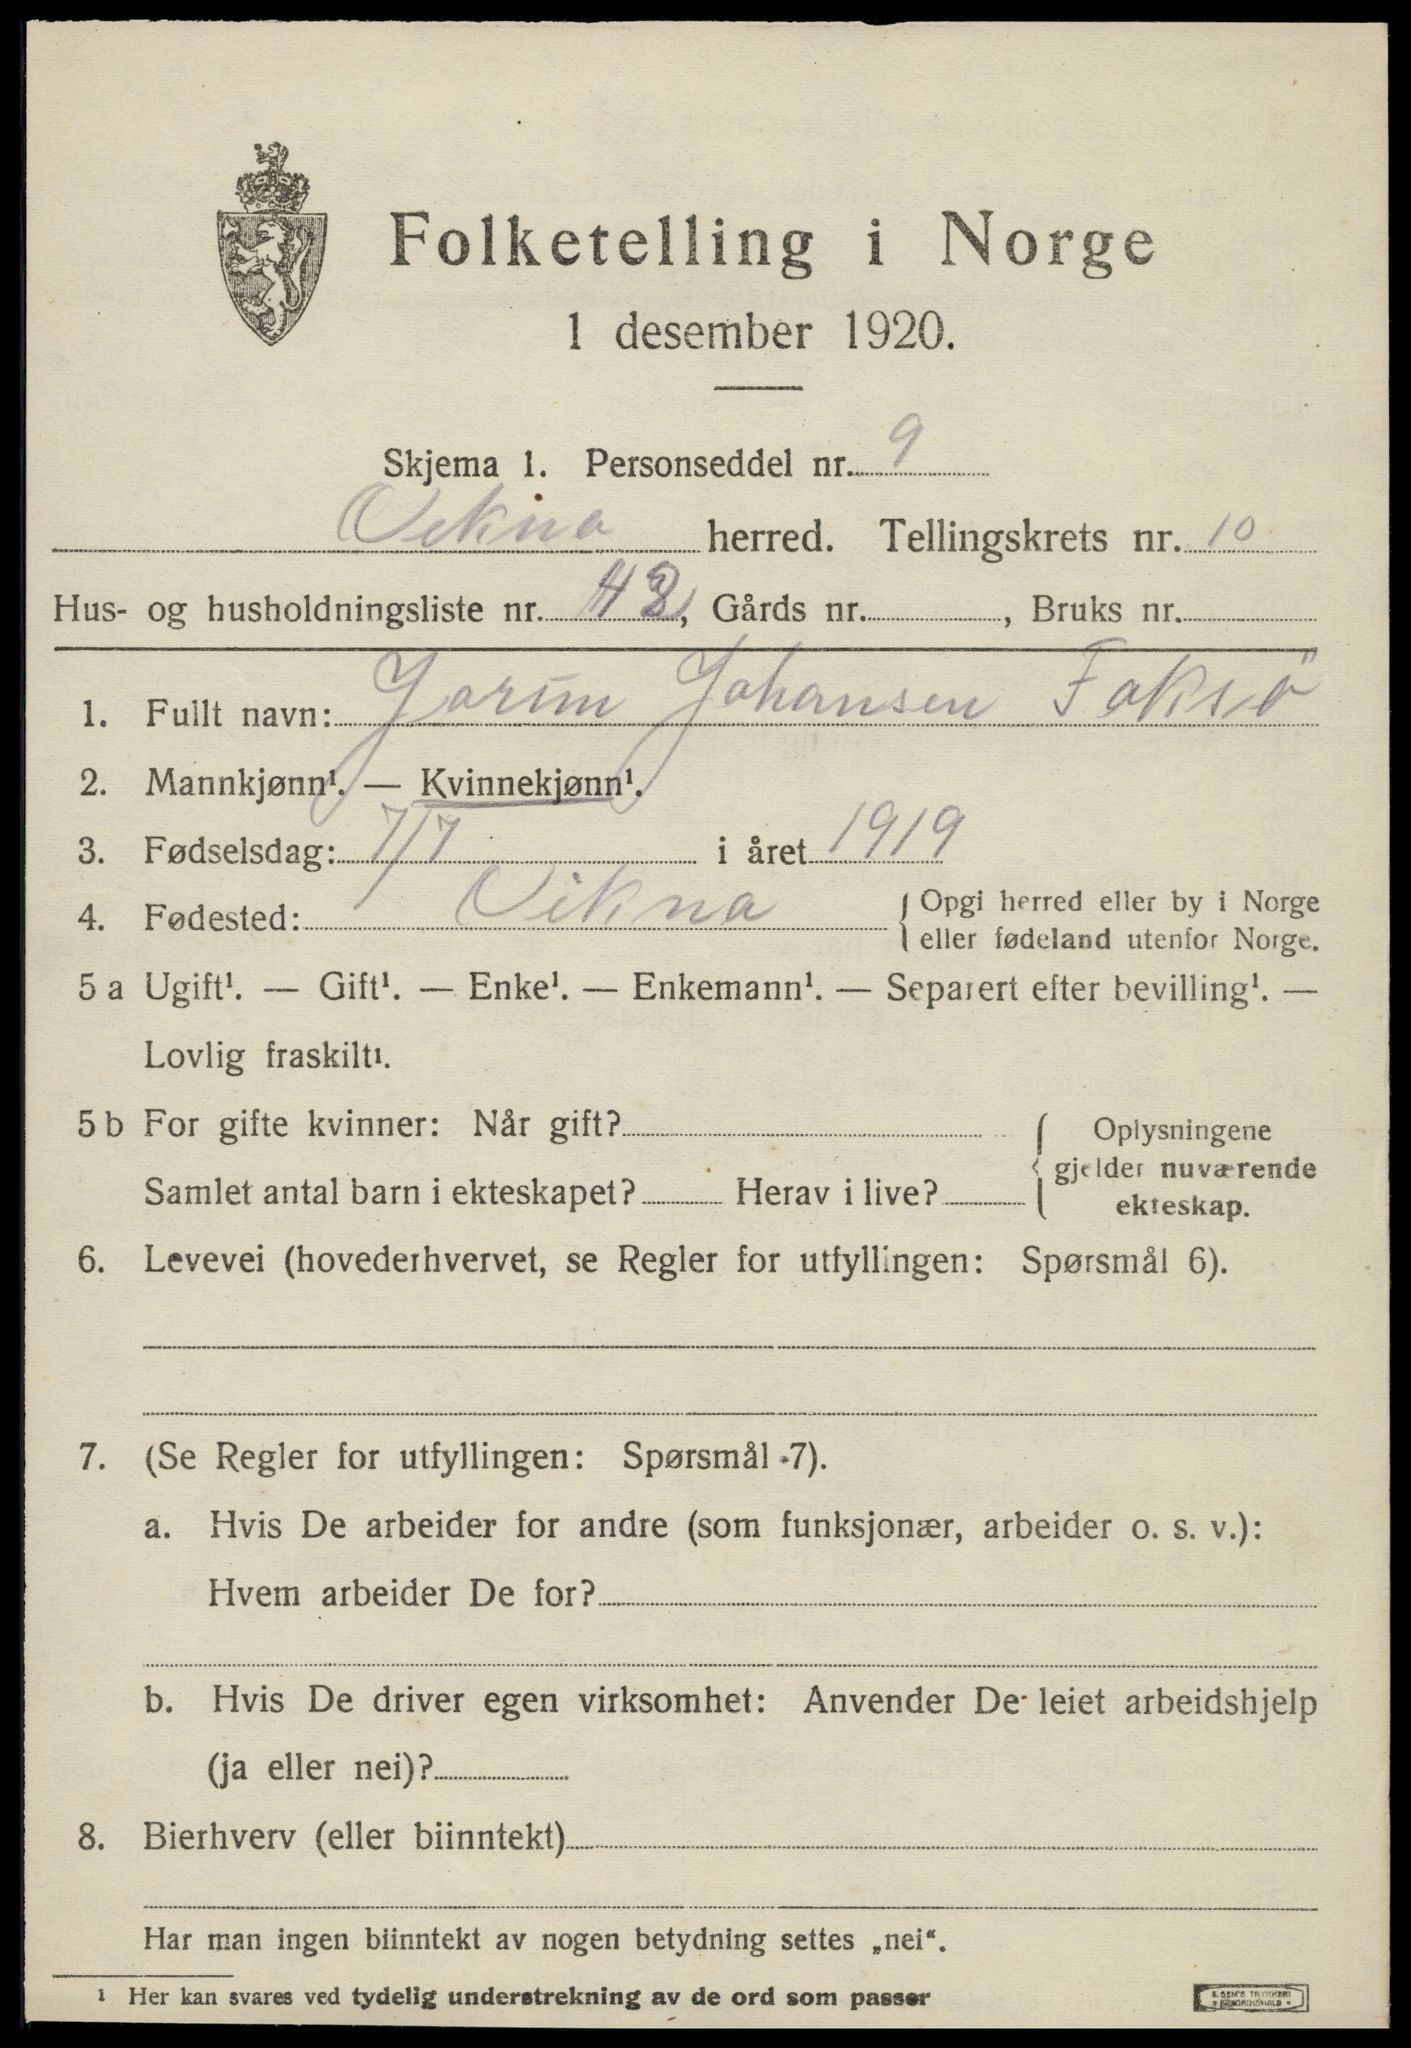 Folketelling i Norge
1 desember 1920.
Skjema 1. Personseddel nr. 9
Vikna herred. Tellingskrets nr. 10
Hus- og husholdningsliste nr. 42, Gårds nr. , Bruks nr.
1. Fullt navn: Jorun Johansen Foksö
2. Mannkjønn¹. — Kvinnekjønn¹.
3. Fødselsdag: 7/7 i året 1919
4. Fødested: Vikna { Opgi herred eller by i Norge
eller fødeland utenfor Norge.
5 a Ugift¹. — Gift¹. — Enke¹. — Enkemann¹. — Separert efter bevilling¹. —
Lovlig fraskilt¹.
5 b For gifte kvinner: Når gift?
Samlet antal barn i ekteskapet? Herav i live?
{ Oplysningene
gjelder nuværende
ekteskap.
6. Levevei (hovederhvervet, se Regler for utfyllingen: Spørsmål 6).
7. (Se Regler for utfyllingen: Spørsmål 7).
a. Hvis De arbeider for andre (som funksjonær, arbeider o. s. v.):
Hvem arbeider De for?
b. Hvis De driver egen virksomhet: Anvender De leiet arbeidshjelp
(ja eller nei)?
8. Bierhverv (eller biinntekt)
Har man ingen biinntekt av nogen betydning settes „nei“.
¹ Her kan svares ved tydelig understrekning av de ord som passer
E. SEM'S TRYKKERI
FREDRIKSHALD